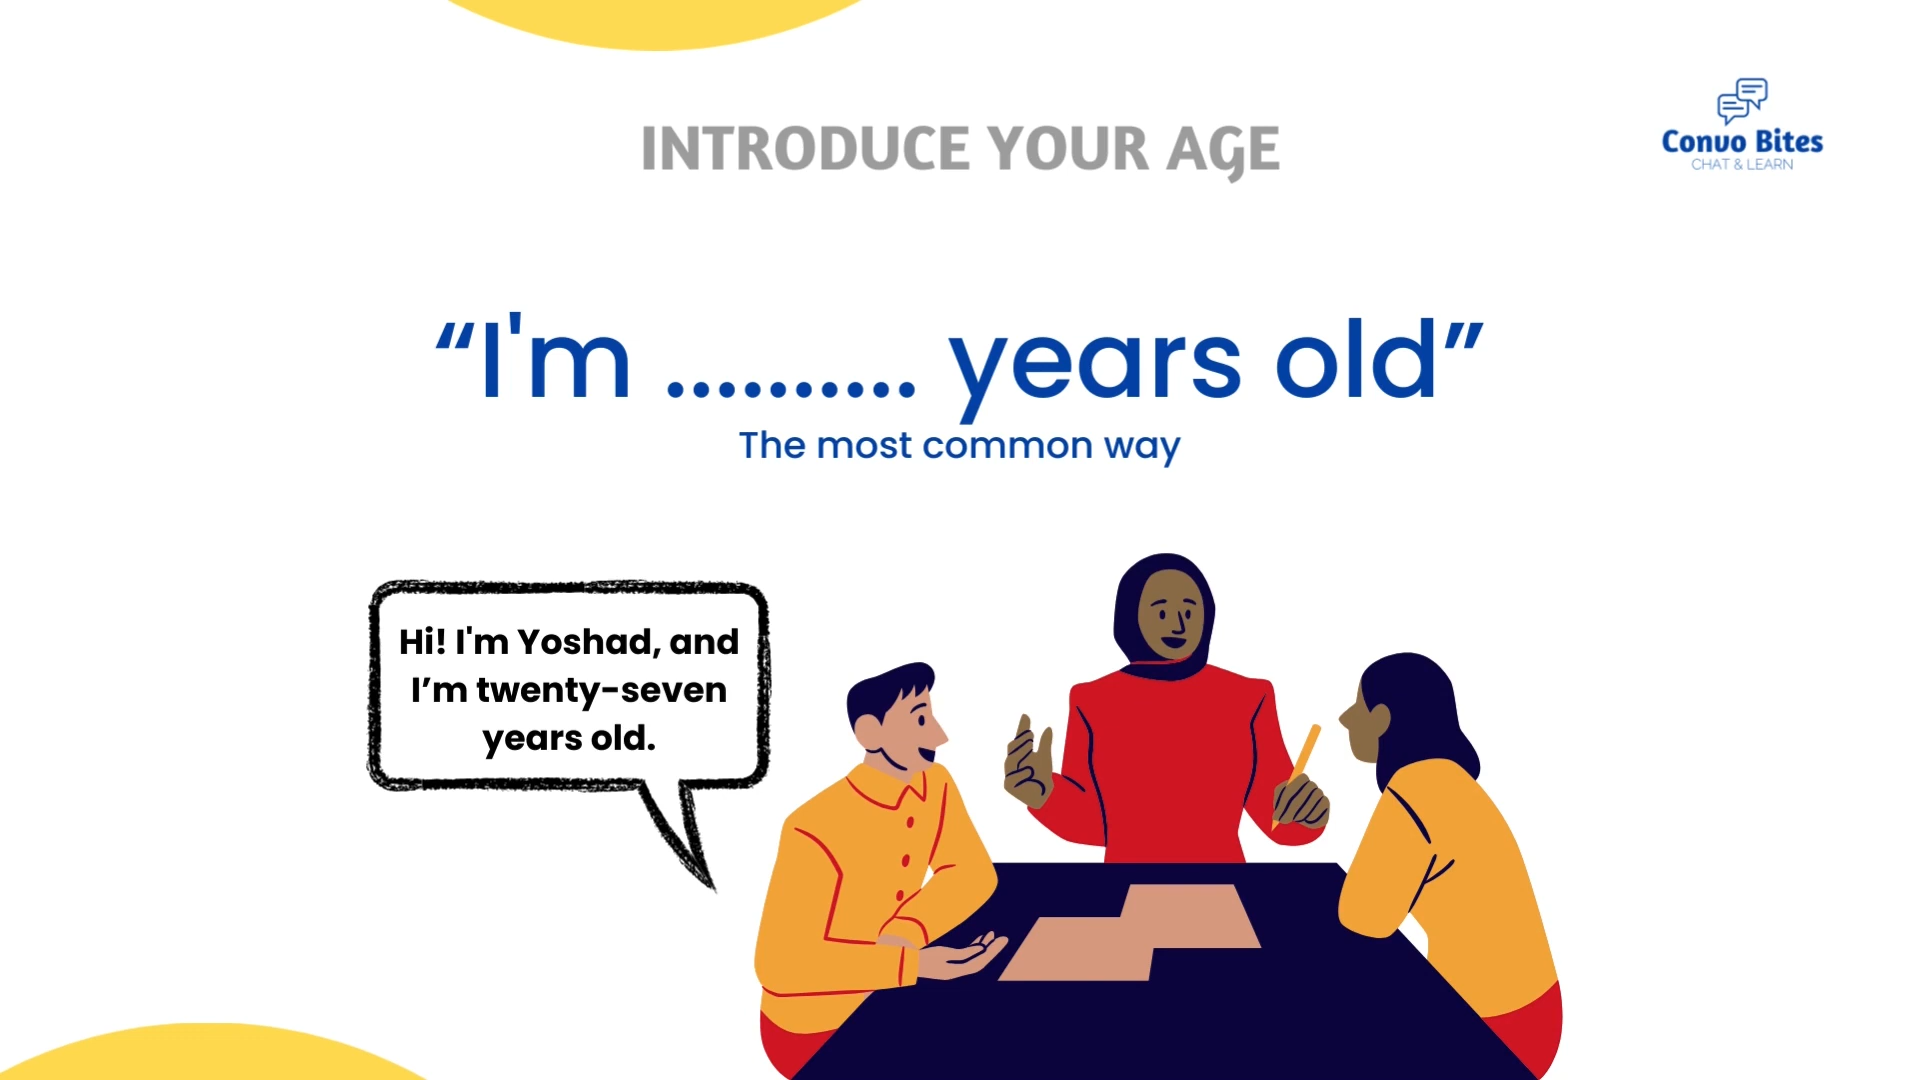 INTRODUCE YOUR AGE
Convo Bites
CHAT & LEARN
“I'm .......... years old”
The most common way
Hi! I'm Yoshad, and
I’m twenty-seven
years old.